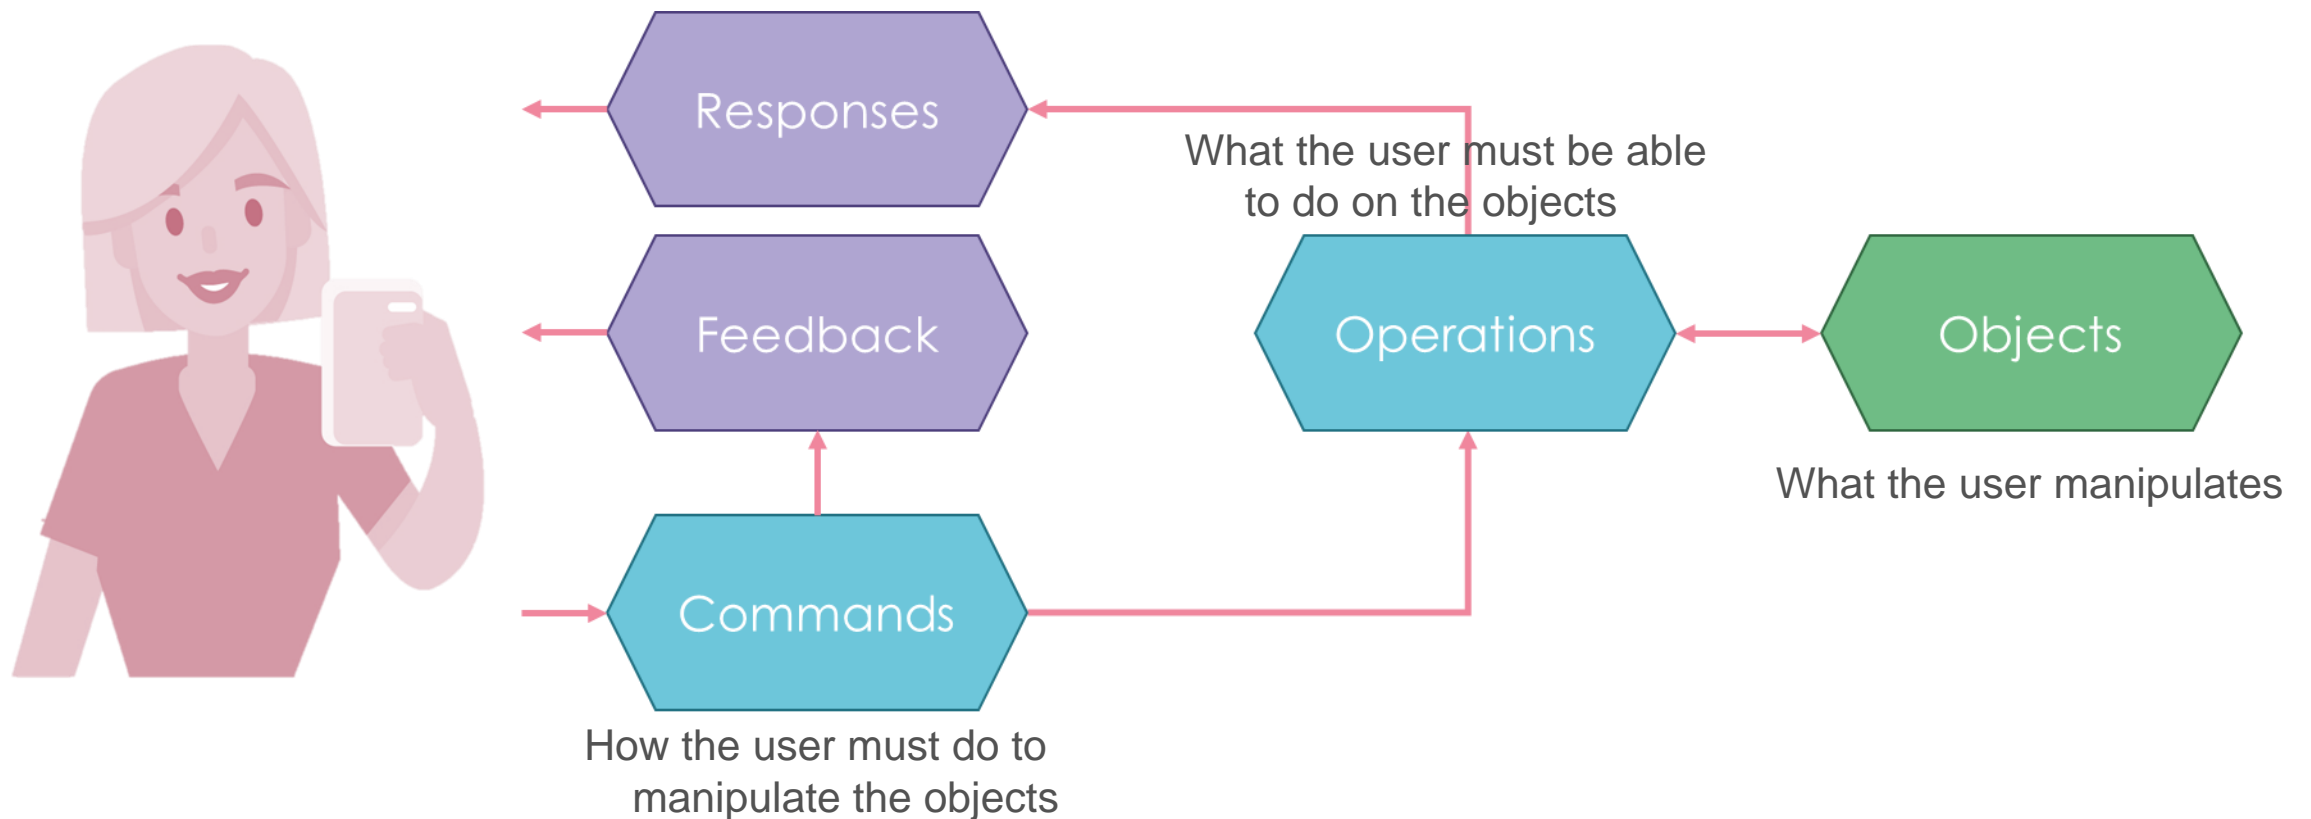 Responses
What the user must be able
to do on the objects
Feedback
Operations
Objects
What the user manipulates
Commands
How the user must do to
manipulate the objects